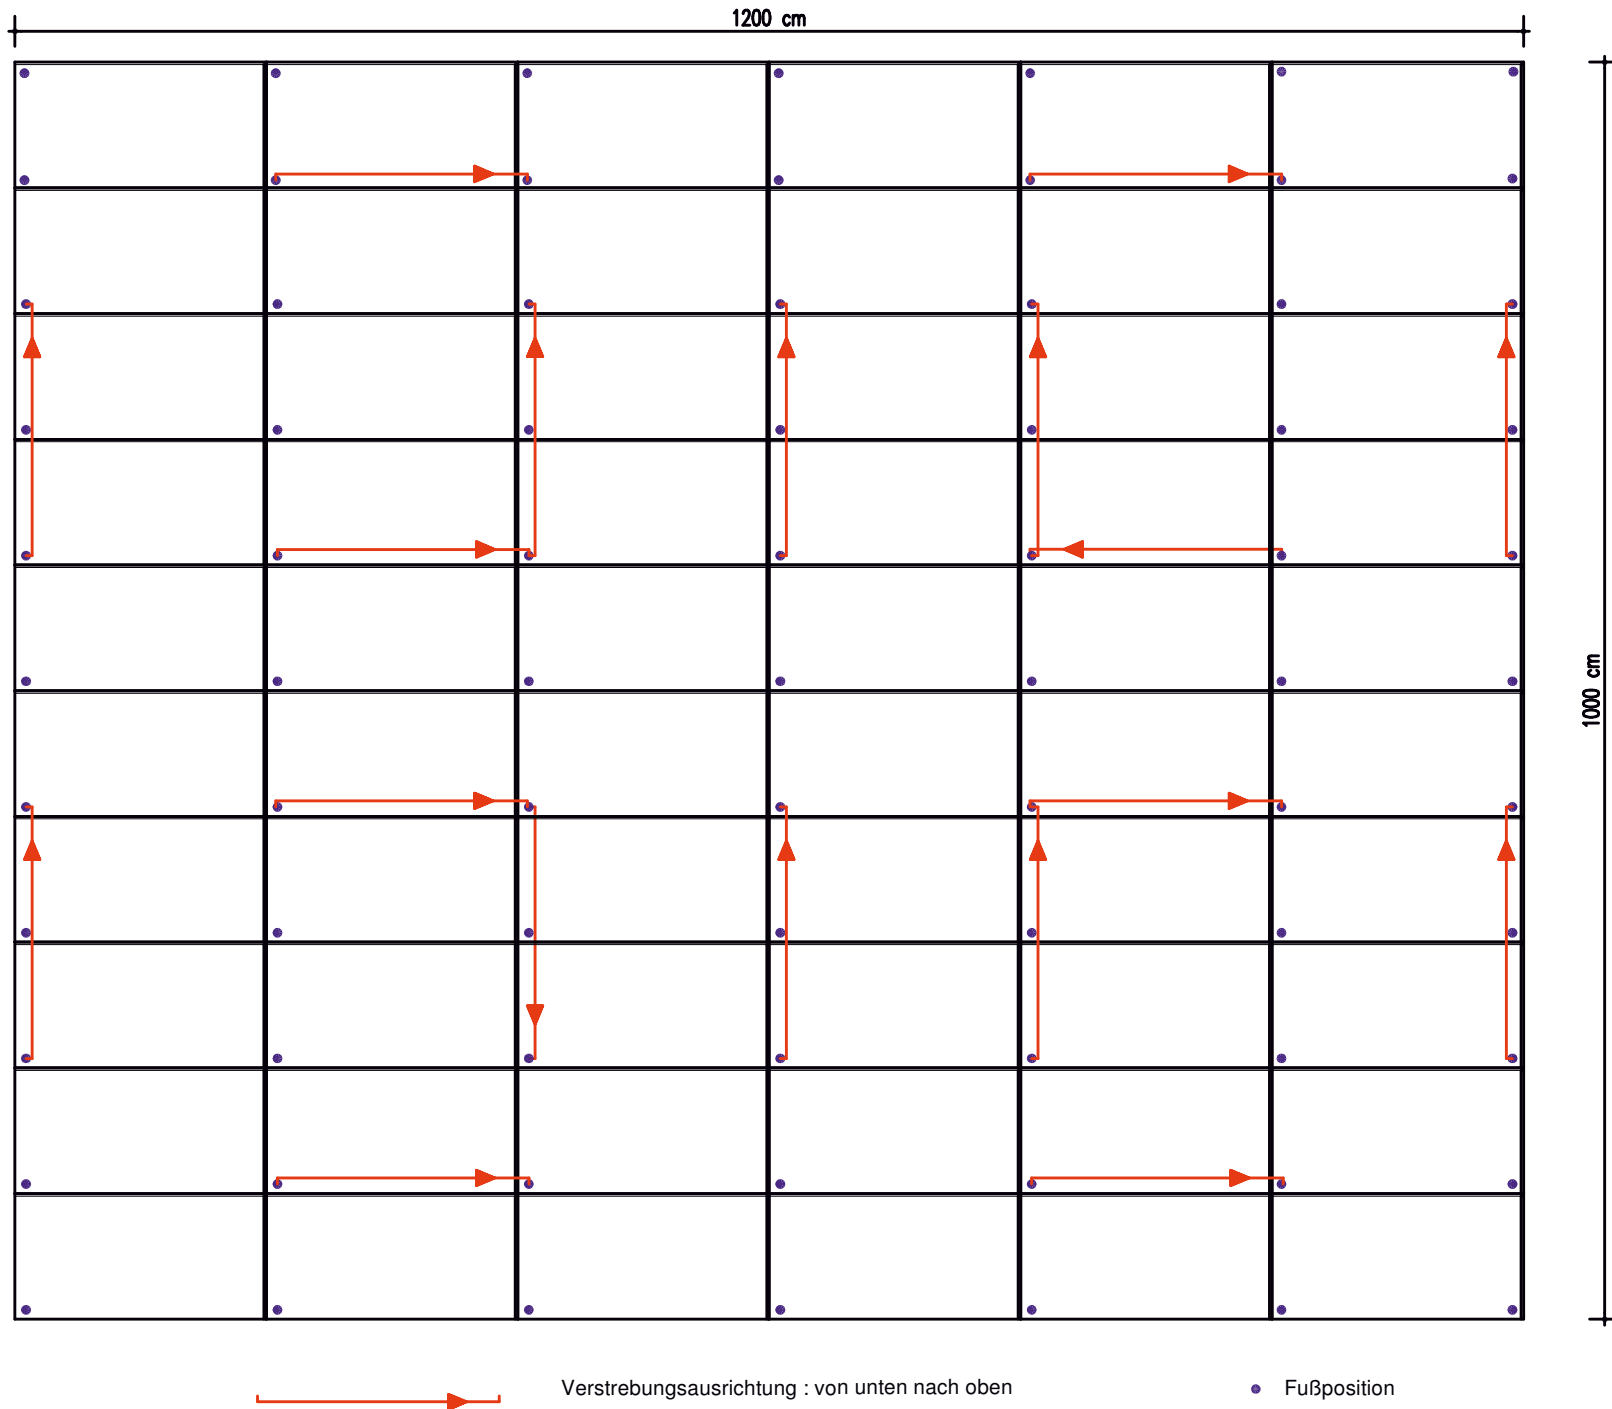 1200 cm
1000 cm
Verstrebungsausrichtung : von unten nach oben
Fußposition